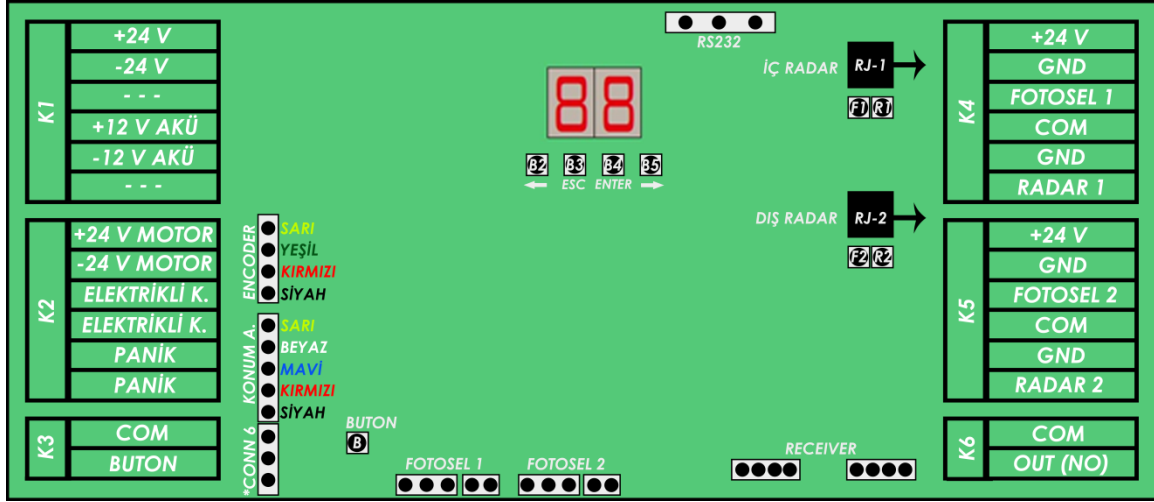 K1
+24 V
-24 V
- - -
+12 V AKÜ
-12 V AKÜ
- - -
K2
+24 V MOTOR
-24 V MOTOR
ELEKTRİKLİ K.
ELEKTRİKLİ K.
PANİK
PANİK
K3
COM
BUTON
ENCODER
SARI
YEŞİL
KIRMIZI
SİYAH
KONUM A.
SARI
BEYAZ
MAVİ
KIRMIZI
SİYAH
*CONN 6
BUTON
B
FOTOSEL 1
FOTOSEL 2
88
B2 B3 B4 B5
ESC ENTER
RS232
İÇ RADAR RJ-1
F1 R1
DIŞ RADAR RJ-2
F2 R2
RECEIVER
K4
+24 V
GND
FOTOSEL 1
COM
GND
RADAR 1
K5
+24 V
GND
FOTOSEL 2
COM
GND
RADAR 2
K6
COM
OUT (NO)